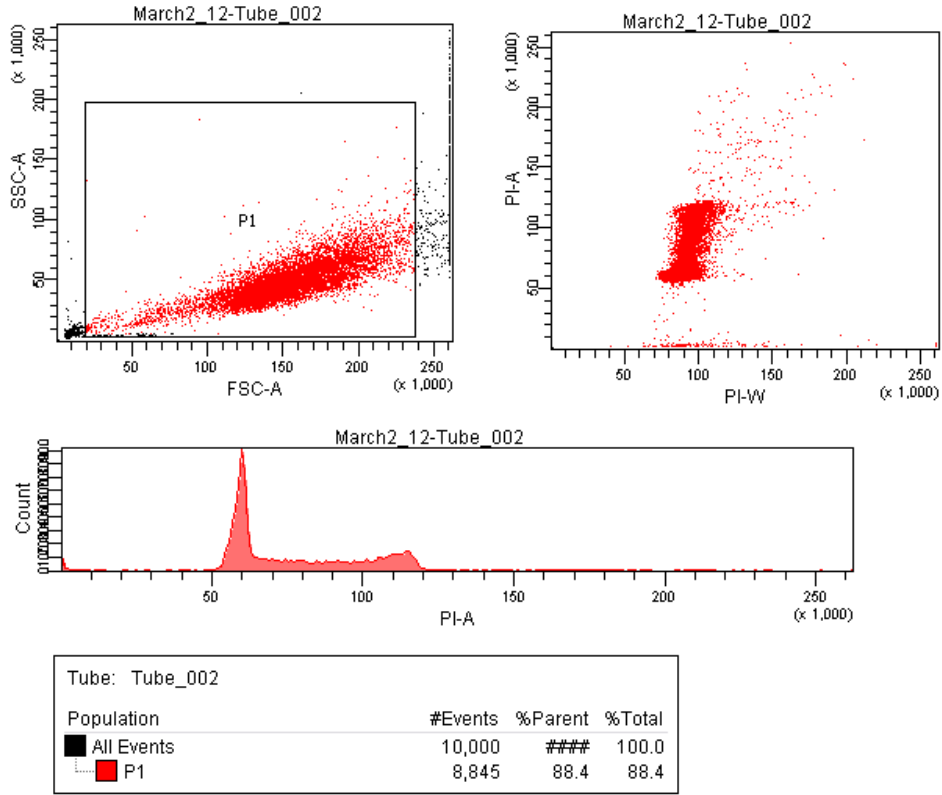 March2_12-Tube_002
(x 1,000)
SSC-A
50 100 150 200 250
P1
50 100 150 200 250
FSC-A
(x 1,000)
March2_12-Tube_002
(x 1,000)
PI-A
50 100 150 200 250
50 100 150 200 250
PI-W
(x 1,000)
March2_12-Tube_002
Count
50 100 150 200 250
PI-A
(x 1,000)
Tube: Tube_002
Population #Events %Parent %Total
All Events 10,000 #### 100.0
P1 8,845 88.4 88.4